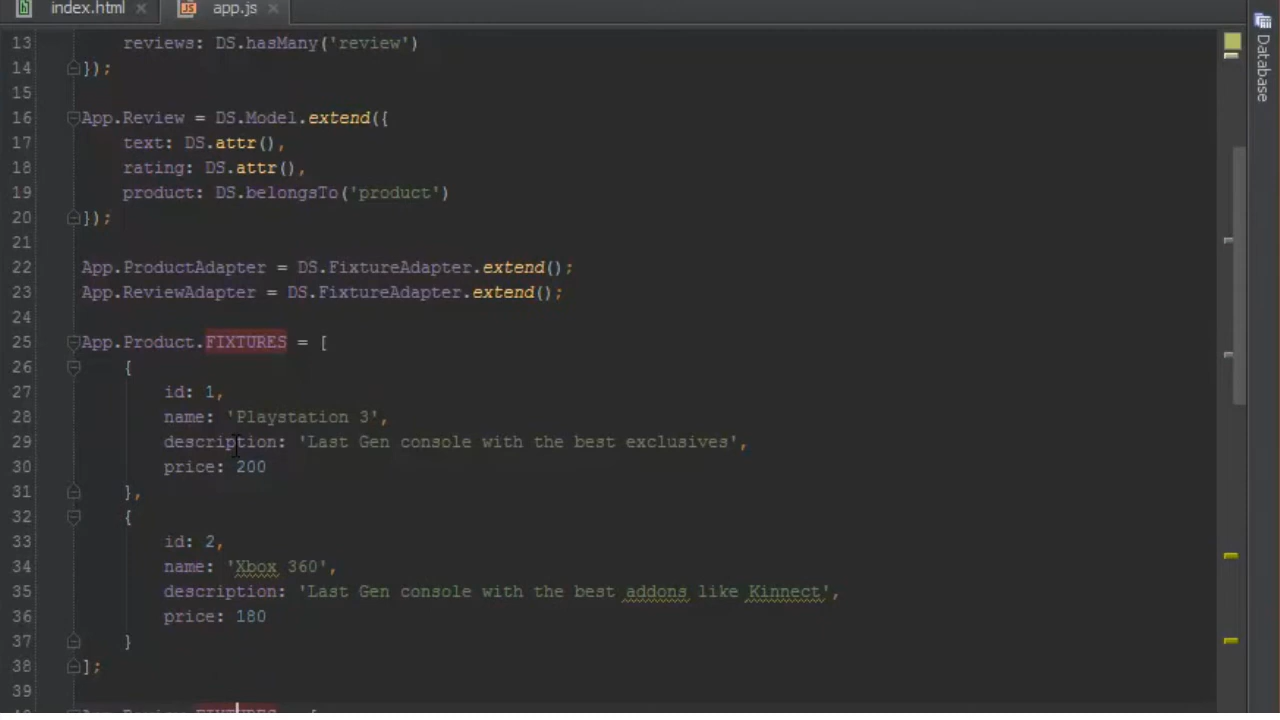 index.html
app.js
Database
13 reviews: DS.hasMany('review')
14 });
15
16 App.Review = DS.Model.extend({
17 text: DS.attr(),
18 rating: DS.attr(),
19 product: DS.belongsTo('product')
20 });
21
22 App.ProductAdapter = DS.FixtureAdapter.extend();
23 App.ReviewAdapter = DS.FixtureAdapter.extend();
24
25 App.Product.FIXTURES = [
26 {
27 id: 1,
28 name: 'Playstation 3',
29 description: 'Last Gen console with the best exclusives',
30 price: 200
31 },
32 {
33 id: 2,
34 name: 'Xbox 360',
35 description: 'Last Gen console with the best addons like Kinnect',
36 price: 180
37 }
38 ];
39
40 App.Review.FIXTURES = [